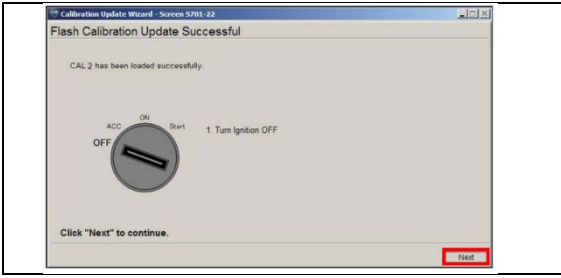 Calibration Update Wizard - Screen 5701-22
Flash Calibration Update Successful
CAL 2 has been loaded successfully.
ON
ACC
Start
OFF
1. Turn Ignition OFF
Click "Next" to continue.
Next